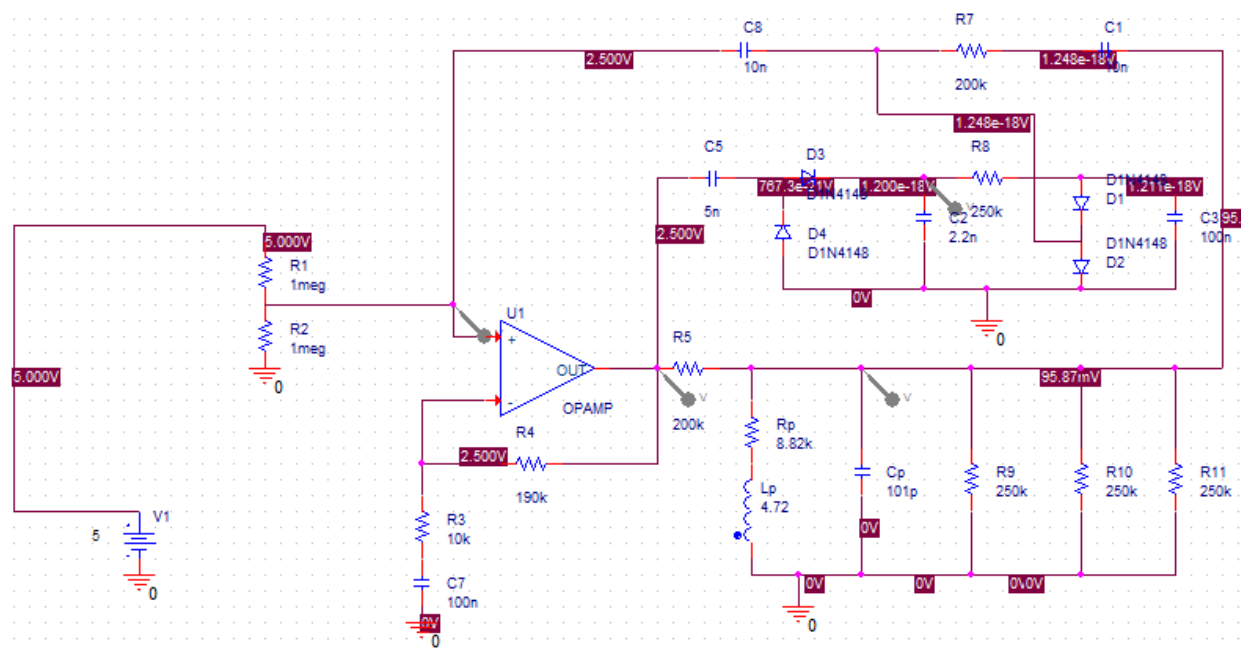 C8
10n
R7
200k
C1
10n
2.500V
1.248e-18V
1.248e-18V
C5
5n
D3
D1N4148
767.3e-21V
1.200e-18V
R8
250k
D1N4148
D1
1.211e-18V
D4
D1N4148
C2
2.2n
D1N4148
D2
C3
100n
95.
2.500V
0V
0
5.000V
R1
1meg
R2
1meg
0
5.000V
U1
+
-
OUT
OPAMP
R5
200k
V
V
V
95.87mV
R4
190k
2.500V
R3
10k
C7
100n
0V
0
Rp
8.82k
Lp
4.72
Cp
101p
R9
250k
R10
250k
R11
250k
0V
0V
0V
0V
0
5
V1
0